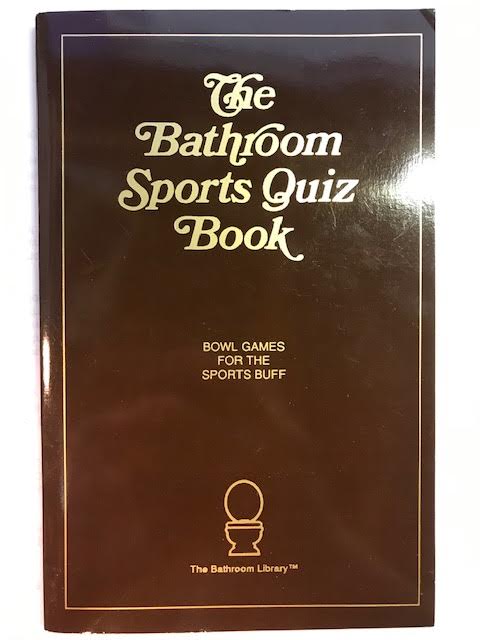 The
Bathroom
Sports Quiz
Book
BOWL GAMES
FOR THE
SPORTS BUFF
The Bathroom Library™